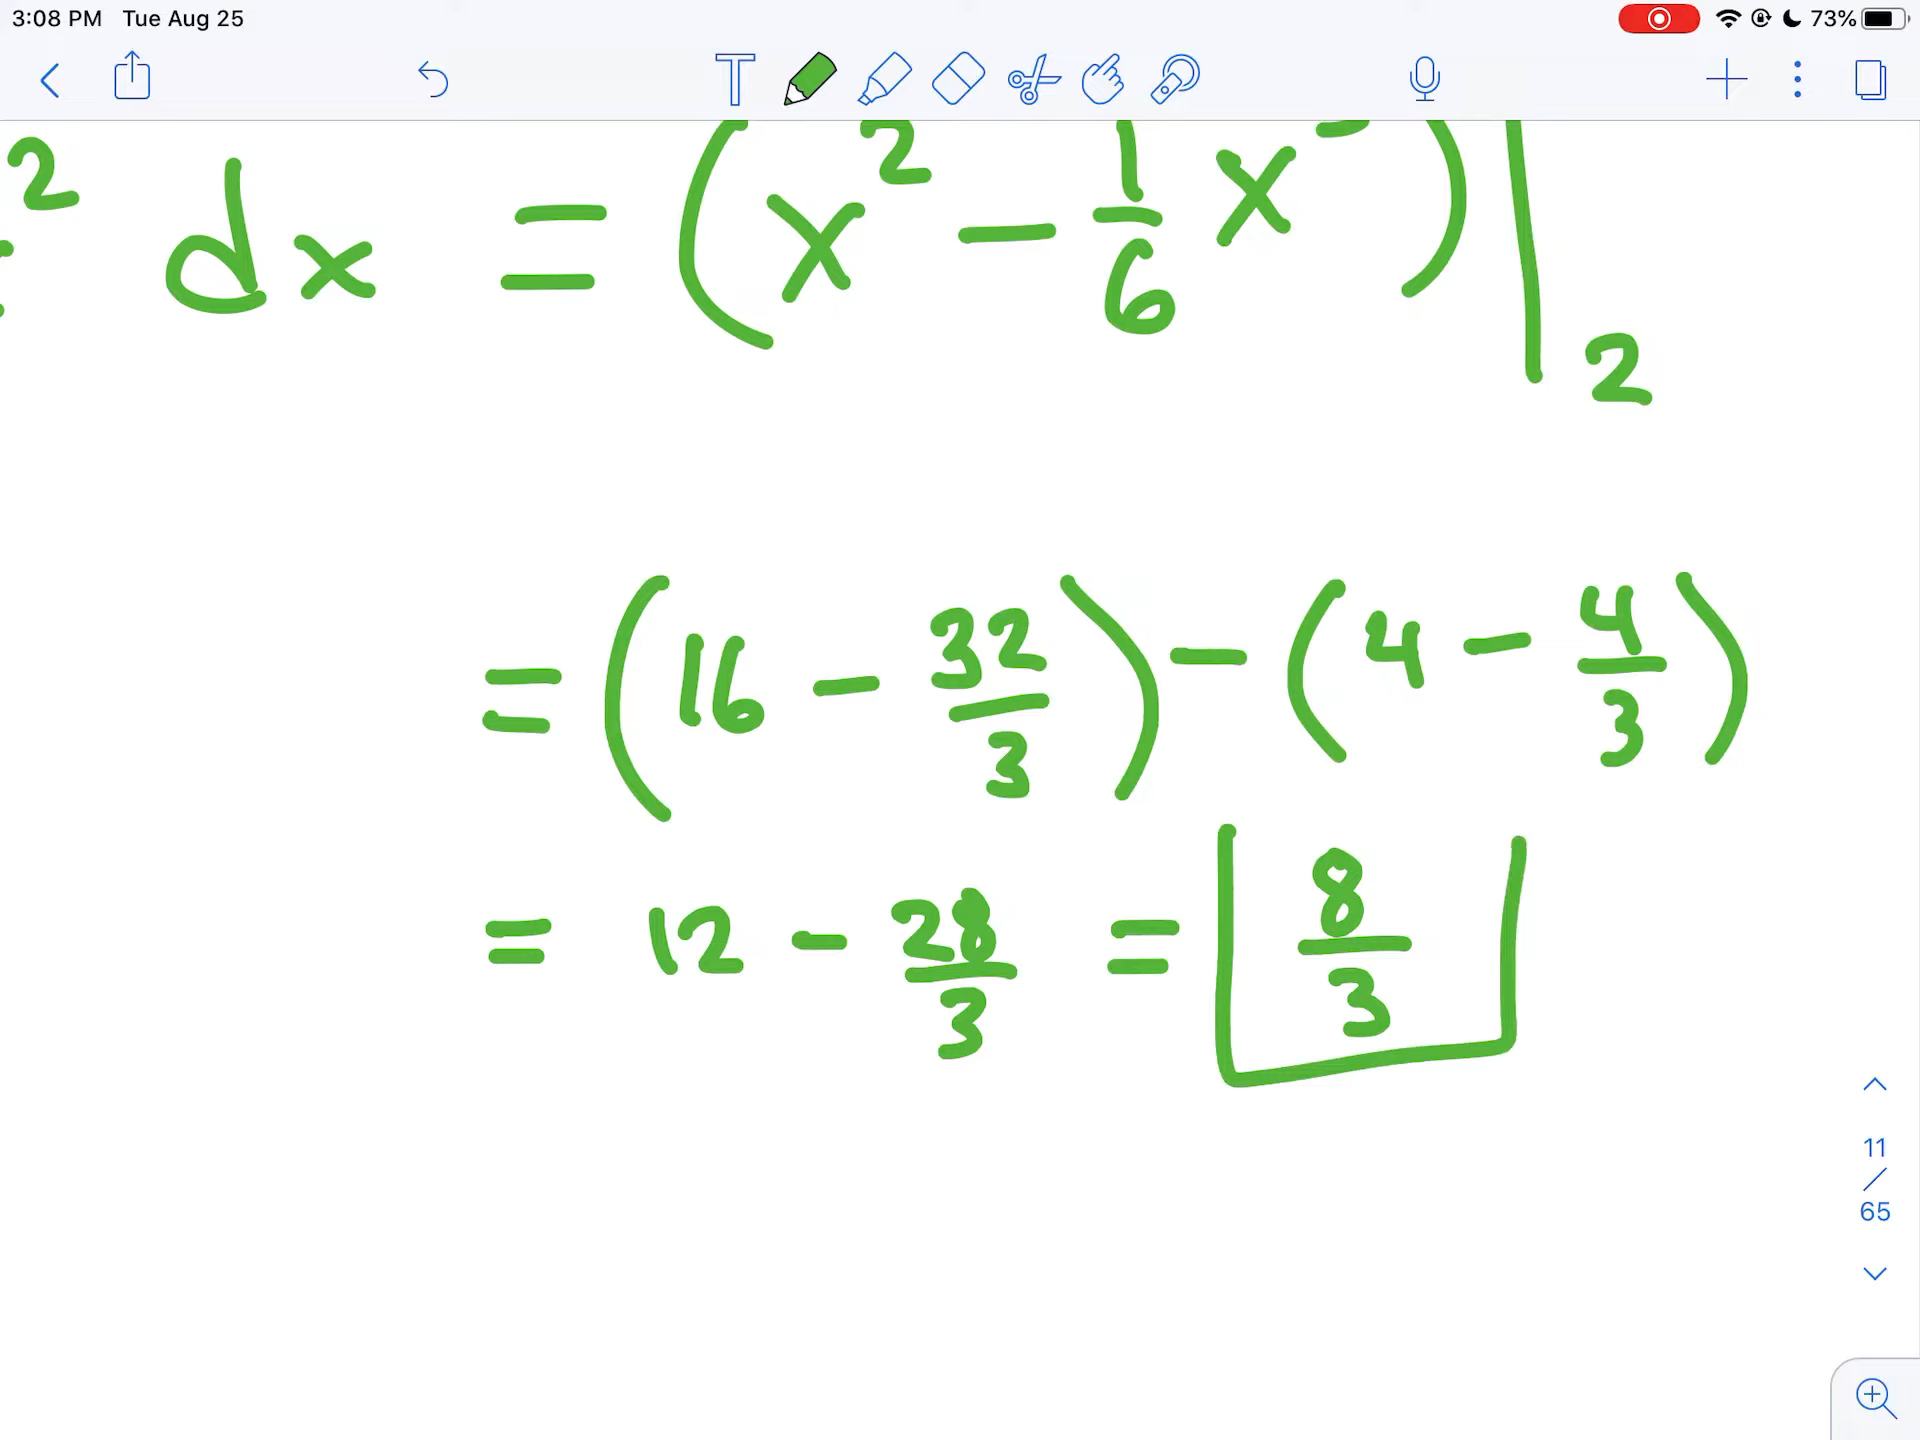 3:08 PM Tue Aug 25 73%
2 dx = (x² - 1/6 x ) | 2
= (16 - 32/3) - (4 - 4/3)
= 12 - 28/3 = 8/3
11
/
65